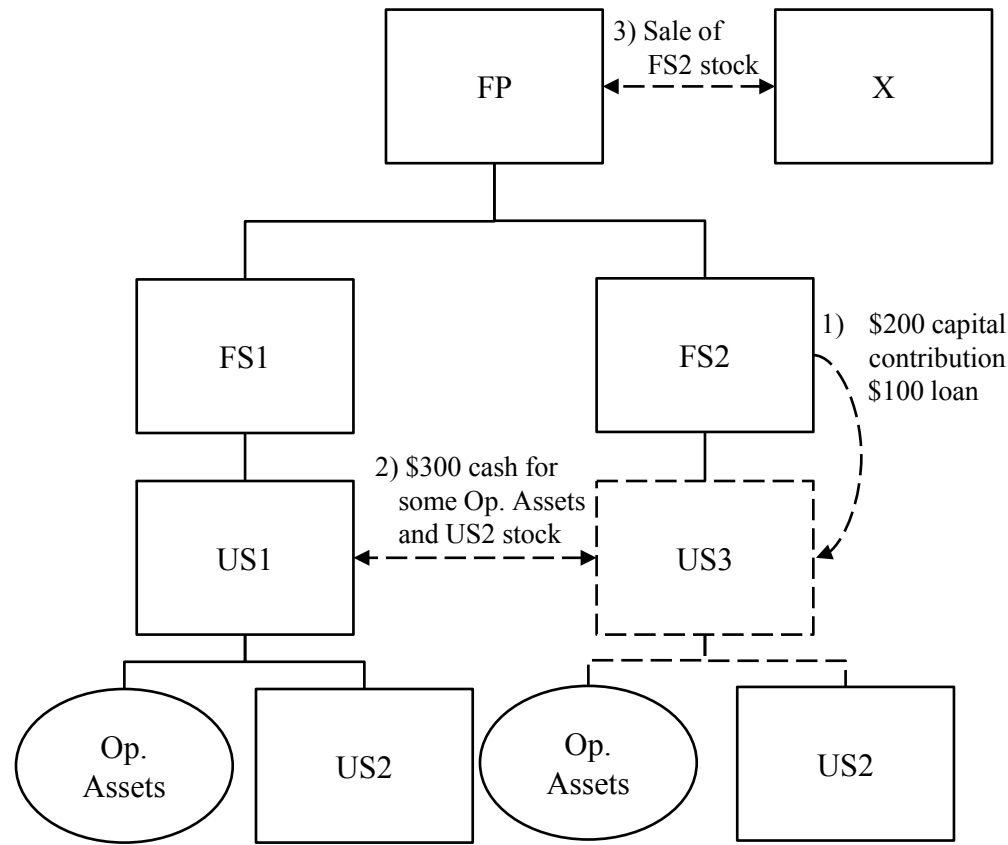 3) Sale of
FS2 stock
FP
X
FS1
FS2
1) $200 capital
contribution
$100 loan
2) $300 cash for
some Op. Assets
and US2 stock
US1
US3
Op.
Assets
US2
Op.
Assets
US2